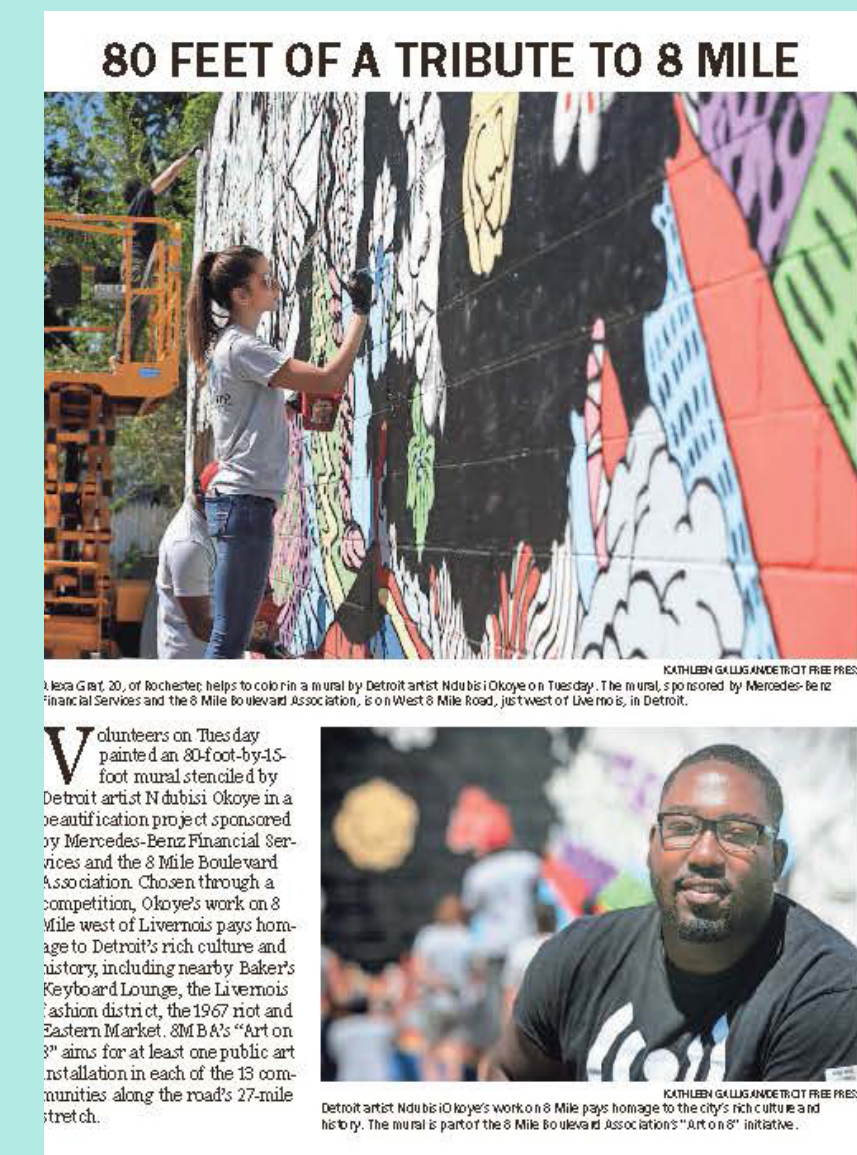 80 FEET OF A TRIBUTE TO 8 MILE
KATHLEEN GALLIGAN/DETROIT FREE PRES
Alexa Graf, 20, of Rochester, helps to color in a mural by Detroit artist Ndubisi Okoye on Tuesday. The mural, sponsored by Mercedes-Benz
Financial Services and the 8 Mile Boulevard Association, is on West 8 Mile Road, just west of Livernois, in Detroit.
Volunteers on Tuesday
painted an 80-foot-by-15-
foot mural stenciled by
Detroit artist Ndubisi Okoye in a
beautification project sponsored
by Mercedes-Benz Financial Ser-
vices and the 8 Mile Boulevard
Association. Chosen through a
competition, Okoye's work on 8
Mile west of Livernois pays hom-
age to Detroit's rich culture and
history, including nearby Baker's
Keyboard Lounge, the Livernois
fashion district, the 1967 riot and
Eastern Market. 8MBA's "Art on
8" aims for at least one public art
installation in each of the 13 com-
munities along the road's 27-mile
stretch.
KATHLEEN GALLIGAN/DETROIT FREE PRES
Detroit artist Ndubisi Okoye's work on 8 Mile pays homage to the city's rich culture and
history. The mural is part of the 8 Mile Boulevard Association's "Art on 8" initiative.